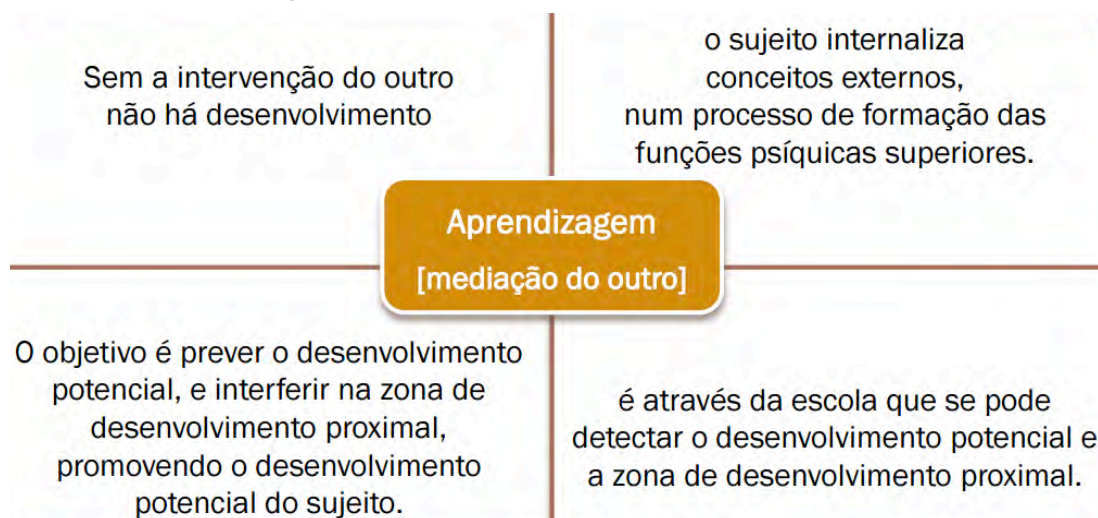 Sem a intervenção do outro
não há desenvolvimento
o sujeito internaliza
conceitos externos,
num processo de formação das
funções psíquicas superiores.
Aprendizagem
[mediação do outro]
O objetivo é prever o desenvolvimento
potencial, e interferir na zona de
desenvolvimento proximal,
promovendo o desenvolvimento
potencial do sujeito.
é através da escola que se pode
detectar o desenvolvimento potencial e
a zona de desenvolvimento proximal.